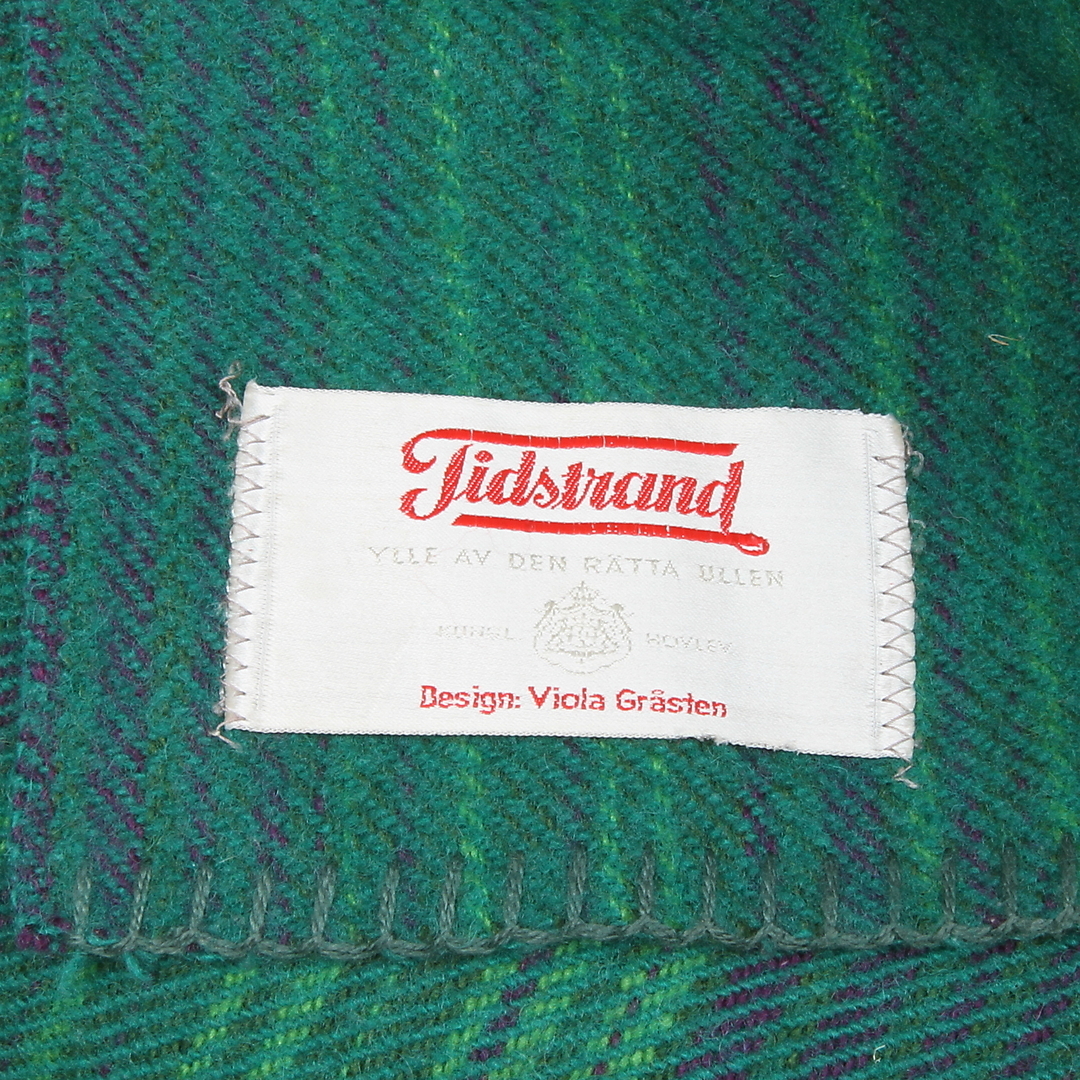 Tidstrand
YLLE AV DEN RÄTTA ULLEN
KUNGL. HOVLEV.
Design: Viola Gråsten